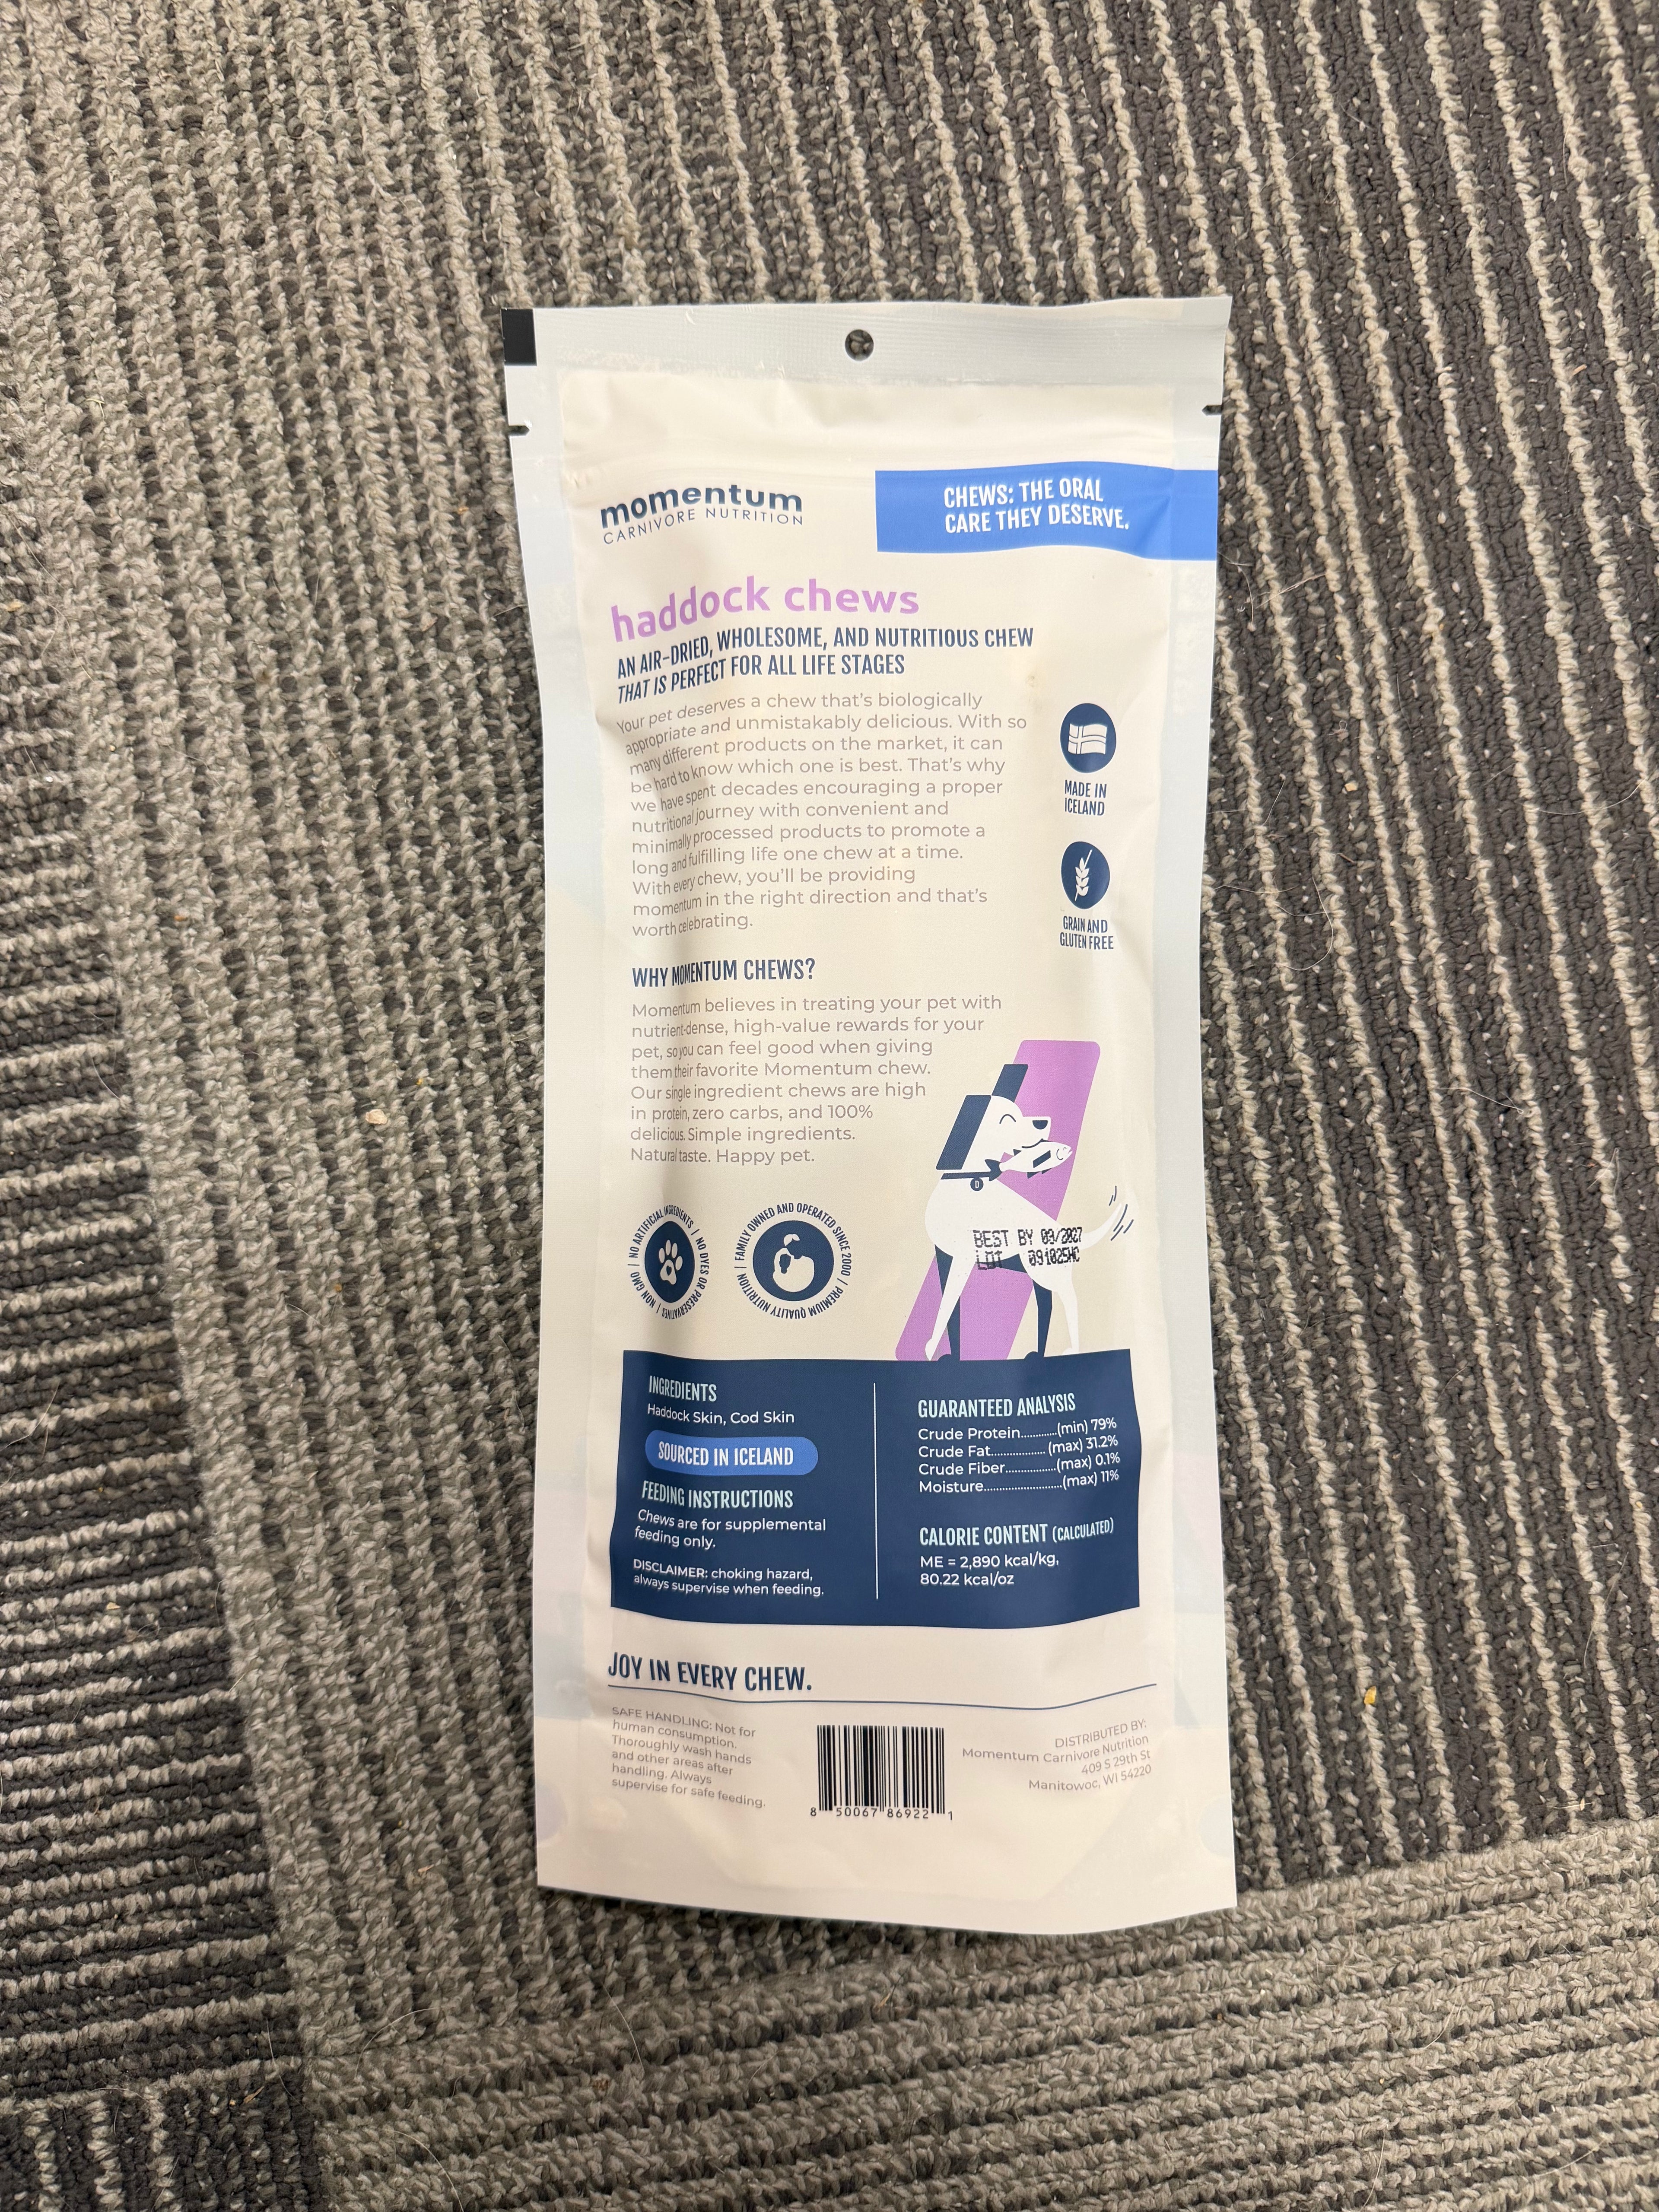 momentum
CARNIVORE NUTRITION
CHEWS: THE ORAL
CARE THEY DESERVE.
haddock chews
AN AIR-DRIED, WHOLESOME, AND NUTRITIOUS CHEW
THAT IS PERFECT FOR ALL LIFE STAGES
Your pet deserves a chew that's biologically
appropriate and unmistakably delicious. With so
many different products on the market, it can
be hard to know which one is best. That's why
we have spent decades encouraging a proper
nutritional journey with convenient and
minimally processed products to promote a
long and fulfilling life one chew at a time.
With every chew, you'll be providing
momentum in the right direction and that's
worth celebrating.
MADE IN
ICELAND
GRAIN AND
GLUTEN FREE
WHY MOMENTUM CHEWS?
Momentum believes in treating your pet with
nutrient-dense, high-value rewards for your
pet, so you can feel good when giving
them their favorite Momentum chew.
Our single ingredient chews are high
in protein, zero carbs, and 100%
delicious. Simple ingredients.
Natural taste. Happy pet.
NON GMO | NO ARTIFICIAL INGREDIENTS / NO DYES OR PRESERVATIVES |
FAMILY OWNED AND OPERATED SINCE 2000 / PREMIUM QUALITY NUTRITION |
D
BEST BY 09/2027
LOT 091025HC
INGREDIENTS
Haddock Skin, Cod Skin
SOURCED IN ICELAND
FEEDING INSTRUCTIONS
Chews are for supplemental
feeding only.
DISCLAIMER: choking hazard,
always supervise when feeding.
GUARANTEED ANALYSIS
Crude Protein............(min) 79%
Crude Fat.................. (max) 31.2%
Crude Fiber.................(max) 0.1%
Moisture..........................(max) 11%
CALORIE CONTENT (CALCULATED)
ME = 2,890 kcal/kg,
80.22 kcal/oz
JOY IN EVERY CHEW.
SAFE HANDLING: Not for
human consumption.
Thoroughly wash hands
and other areas after
handling. Always
supervise for safe feeding.
8 50067 86922 1
DISTRIBUTED BY:
Momentum Carnivore Nutrition
409 S 29th St
Manitowoc, WI 54220